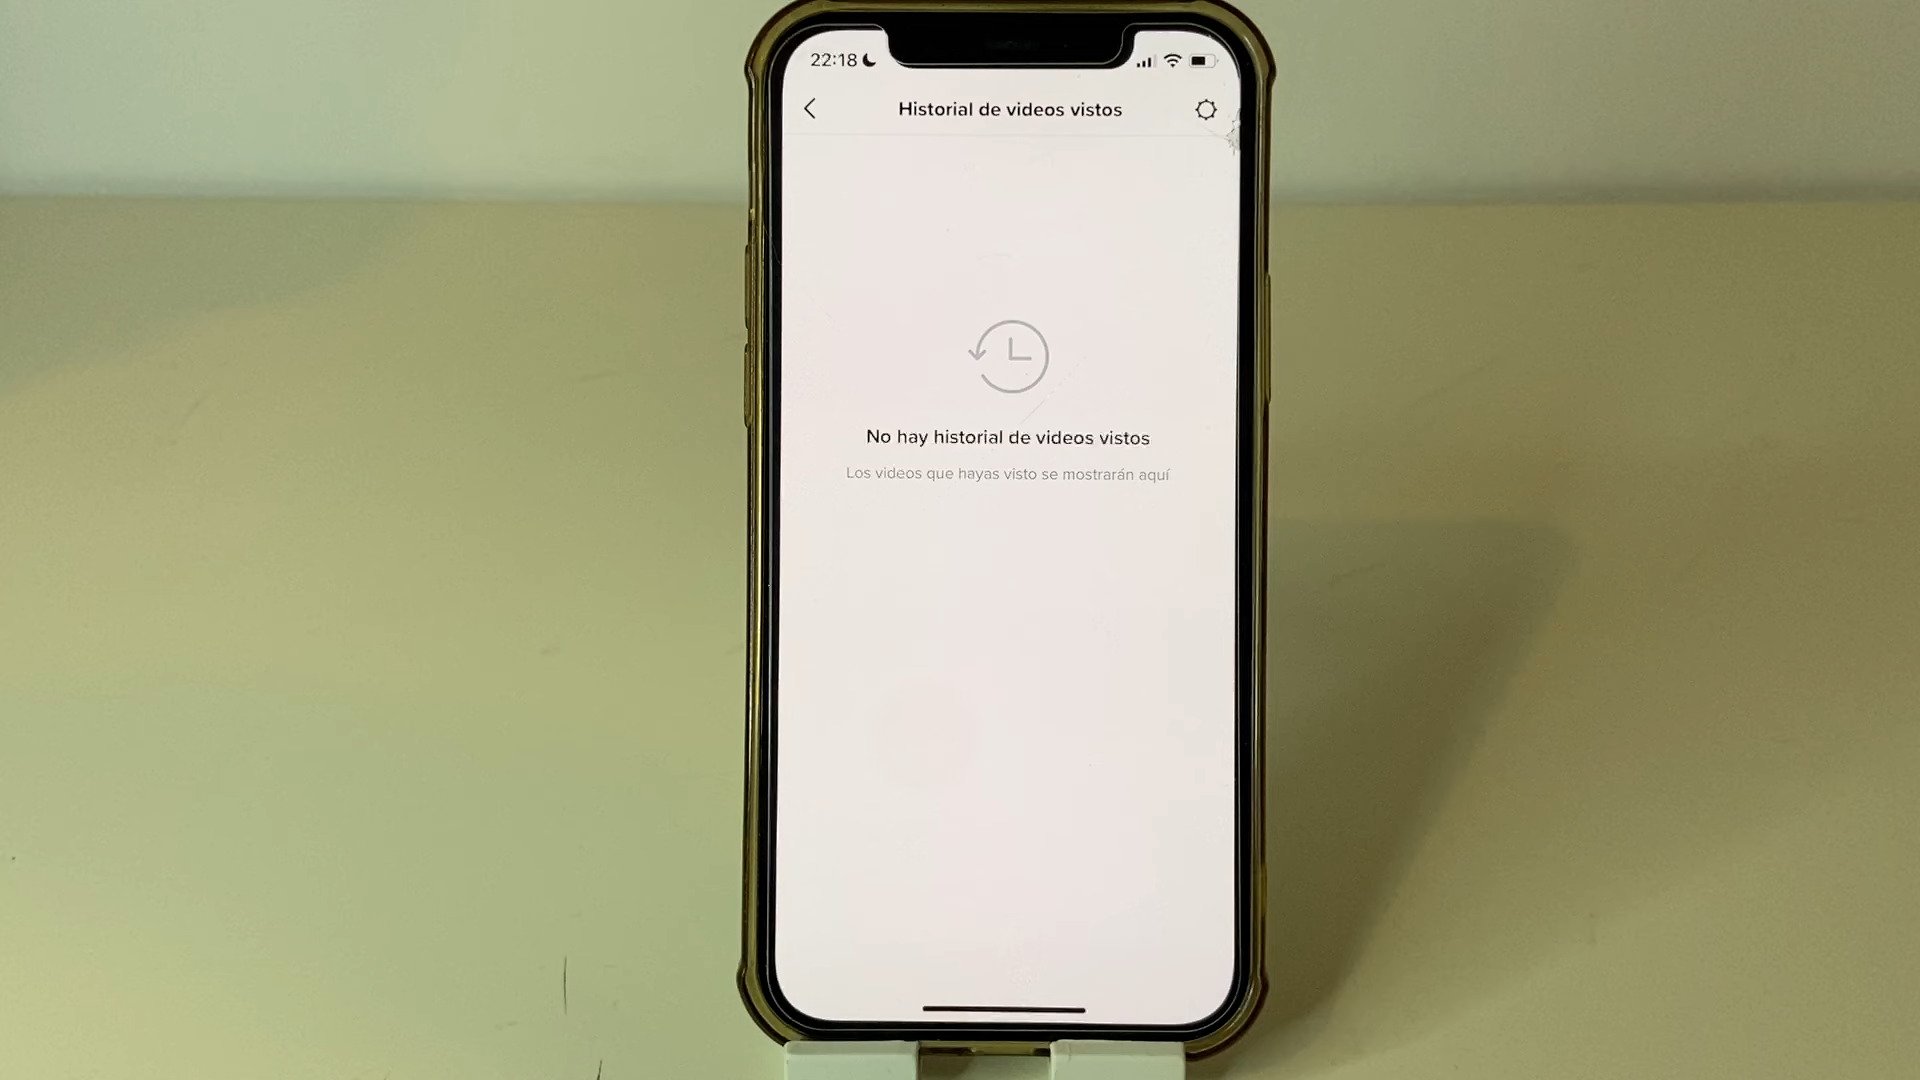 22:18
Historial de videos vistos
No hay historial de videos vistos
Los videos que hayas visto se mostrarán aquí